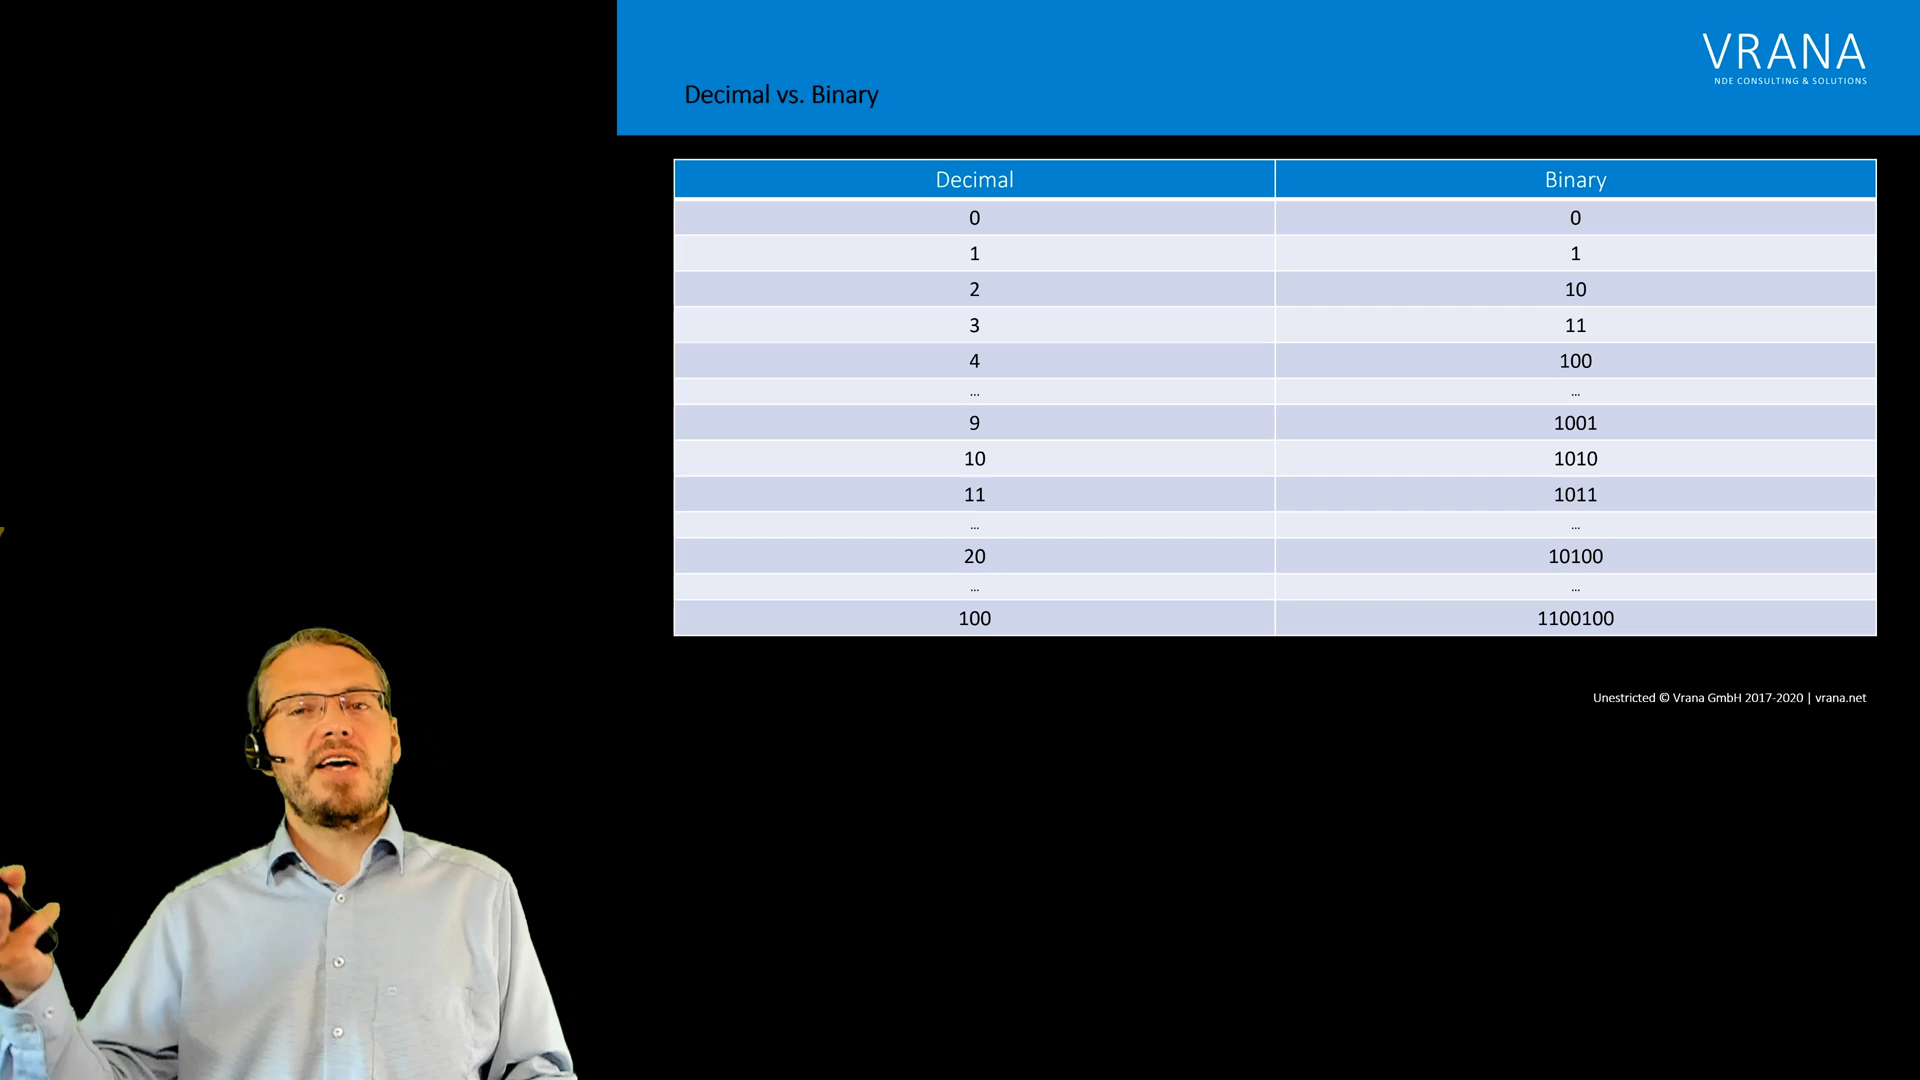 VRANA
NDE CONSULTING & SOLUTIONS
Decimal vs. Binary
Decimal Binary
0 0
1 1
2 10
3 11
4 100
... ...
9 1001
10 1010
11 1011
... ...
20 10100
... ...
100 1100100
Unestricted © Vrana GmbH 2017-2020 | vrana.net